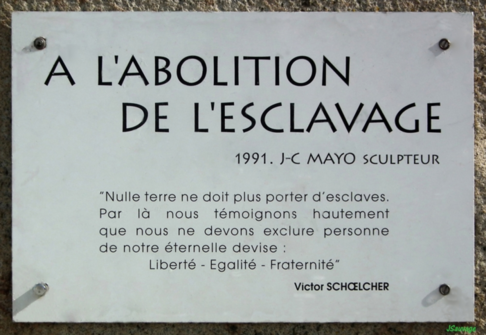 A L'ABOLITION
DE L'ESCLAVAGE
1991. J-C MAYO SCULPTEUR
"Nulle terre ne doit plus porter d'esclaves.
Par là nous témoignons hautement
que nous ne devons exclure personne
de notre éternelle devise :
Liberté - Egalité - Fraternité"
Victor SCHŒLCHER